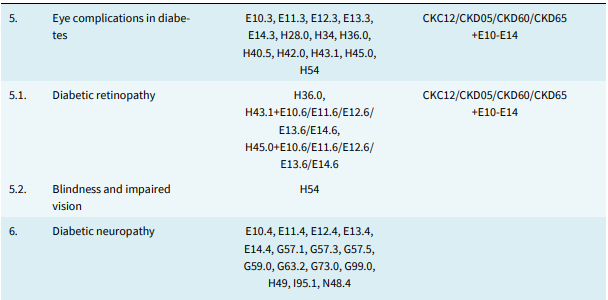 5. Eye complications in diabe- E10.3, E11.3, E12.3, E13.3, CKC12/CKD05/CKD60/CKD65
tes E14.3, H28.0, H34, H36.0, +E10-E14
H40.5, H42.0, H43.1, H45.0,
H54
5.1. Diabetic retinopathy H36.0, CKC12/CKD05/CKD60/CKD65
H43.1+E10.6/E11.6/E12.6/ +E10-E14
E13.6/E14.6,
H45.0+E10.6/E11.6/E12.6/
E13.6/E14.6
5.2. Blindness and impaired H54
vision
6. Diabetic neuropathy E10.4, E11.4, E12.4, E13.4,
E14.4, G57.1, G57.3, G57.5,
G59.0, G63.2, G73.0, G99.0,
H49, I95.1, N48.4